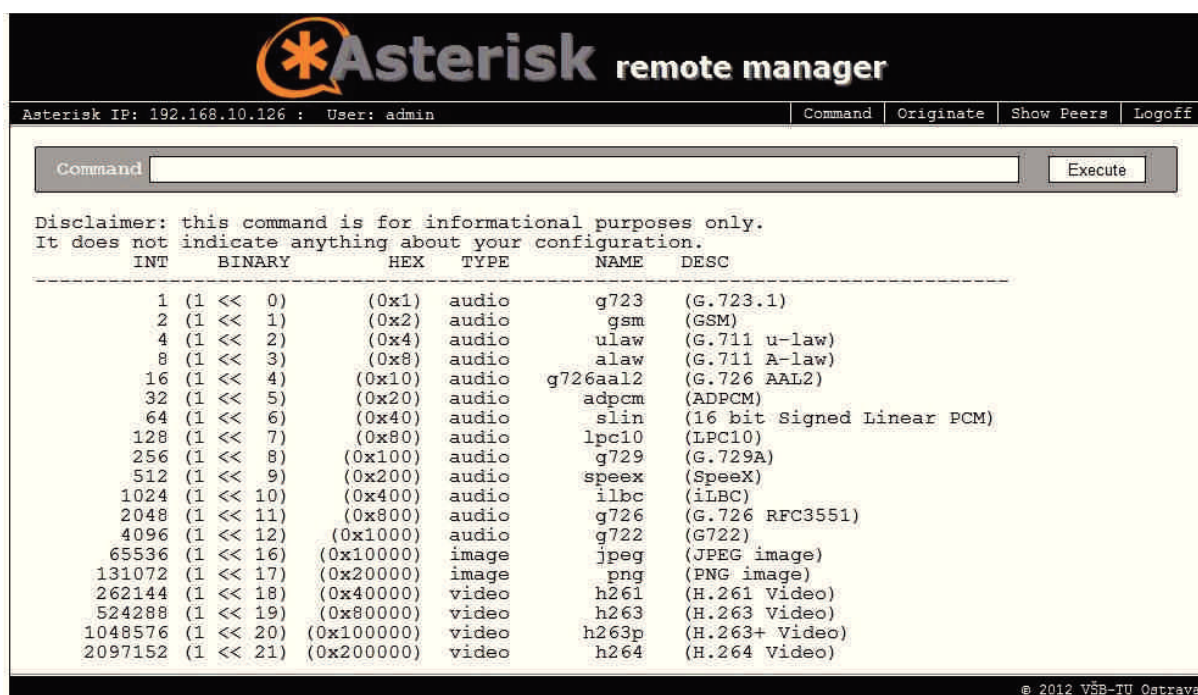 Asterisk remote manager
Asterisk IP: 192.168.10.126 : User: admin Command Originate Show Peers Logoff
Command Execute
Disclaimer: this command is for informational purposes only.
It does not indicate anything about your configuration.
INT BINARY HEX TYPE NAME DESC
--------------------------------------------------------------------------------
1 (1 << 0) (0x1) audio g723 (G.723.1)
2 (1 << 1) (0x2) audio gsm (GSM)
4 (1 << 2) (0x4) audio ulaw (G.711 u-law)
8 (1 << 3) (0x8) audio alaw (G.711 A-law)
16 (1 << 4) (0x10) audio g726aal2 (G.726 AAL2)
32 (1 << 5) (0x20) audio adpcm (ADPCM)
64 (1 << 6) (0x40) audio slin (16 bit Signed Linear PCM)
128 (1 << 7) (0x80) audio lpc10 (LPC10)
256 (1 << 8) (0x100) audio g729 (G.729A)
512 (1 << 9) (0x200) audio speex (SpeeX)
1024 (1 << 10) (0x400) audio ilbc (iLBC)
2048 (1 << 11) (0x800) audio g726 (G.726 RFC3551)
4096 (1 << 12) (0x1000) audio g722 (G722)
65536 (1 << 16) (0x10000) image jpeg (JPEG image)
131072 (1 << 17) (0x20000) image png (PNG image)
262144 (1 << 18) (0x40000) video h261 (H.261 Video)
524288 (1 << 19) (0x80000) video h263 (H.263 Video)
1048576 (1 << 20) (0x100000) video h263p (H.263+ Video)
2097152 (1 << 21) (0x200000) video h264 (H.264 Video)
© 2012 VŠB-TU Ostrava